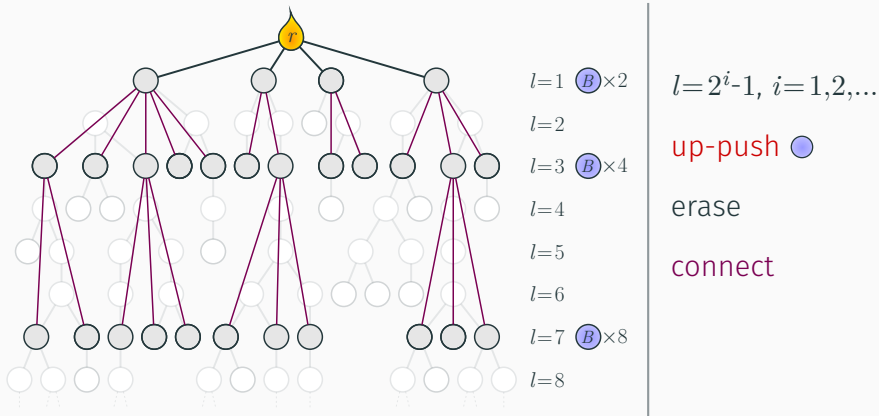 r
l=1 B×2
l=2
l=3 B×4
l=4
l=5
l=6
l=7 B×8
l=8
l=2^i-1, i=1,2,...
up-push
erase
connect